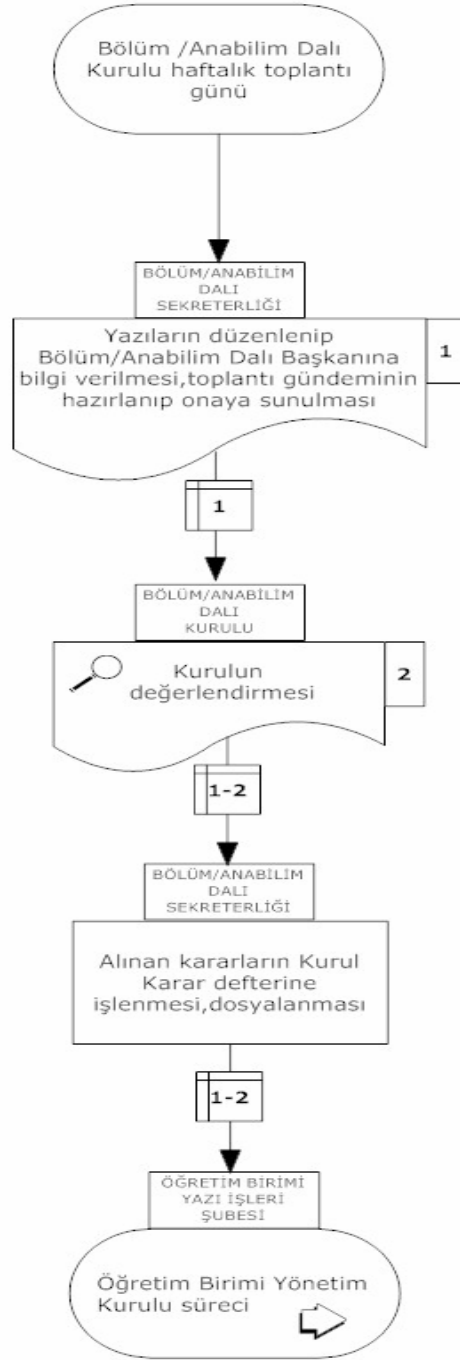 Bölüm /Anabilim Dalı
Kurulu haftalık toplantı
günü
BÖLÜM/ANABİLİM
DALI
SEKRETERLİĞİ
Yazıların düzenlenip
Bölüm/Anabilim Dalı Başkanına
bilgi verilmesi,toplantı gündeminin
hazırlanıp onaya sunulması
1
1
BÖLÜM/ANABİLİM
DALI
KURULU
Kurulun
değerlendirmesi
2
1-2
BÖLÜM/ANABİLİM
DALI
SEKRETERLİĞİ
Alınan kararların Kurul
Karar defterine
işlenmesi,dosyalanması
1-2
ÖĞRETİM BİRİMİ
YAZI İŞLERİ
ŞUBESİ
Öğretim Birimi Yönetim
Kurulu süreci